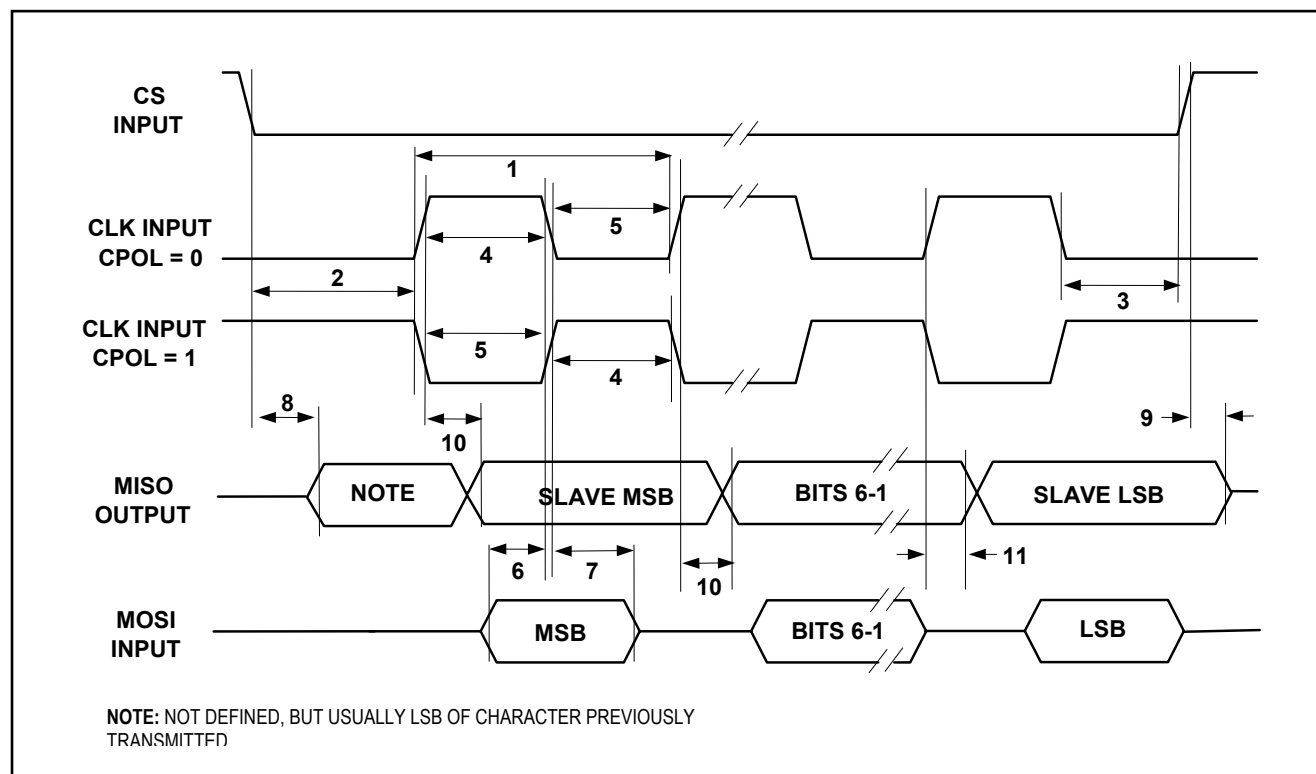 CS
INPUT
1
CLK INPUT
CPOL = 0
5
4
2
3
CLK INPUT
CPOL = 1
5
4
8
10
9
MISO
OUTPUT
NOTE
SLAVE MSB
BITS 6-1
SLAVE LSB
6
7
10
11
MOSI
INPUT
MSB
BITS 6-1
LSB
NOTE: NOT DEFINED, BUT USUALLY LSB OF CHARACTER PREVIOUSLY
TRANSMITTED